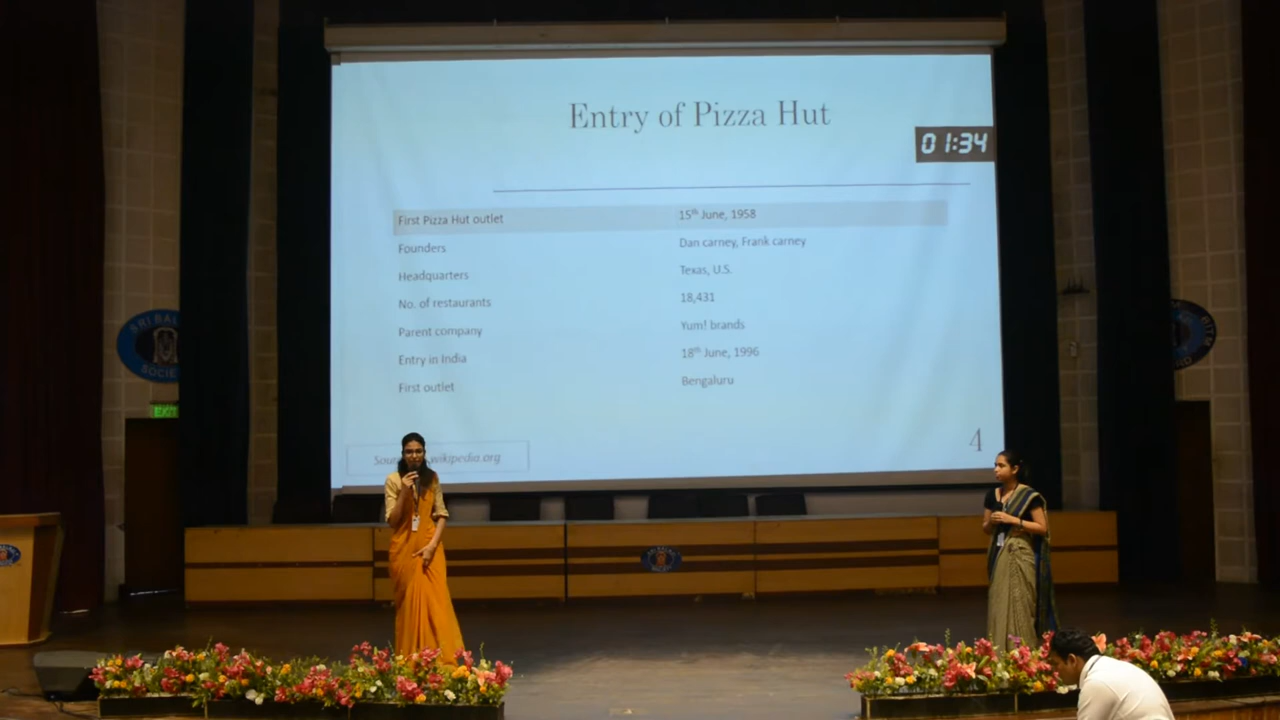 Entry of Pizza Hut
01:34
First Pizza Hut outlet 15th June, 1958
Founders Dan carney, Frank carney
Headquarters Texas, U.S.
No. of restaurants 18,431
Parent company Yum! brands
Entry in India 18th June, 1996
First outlet Bengaluru
wikipedia.org
4
SRI
SOCIE
EXIT